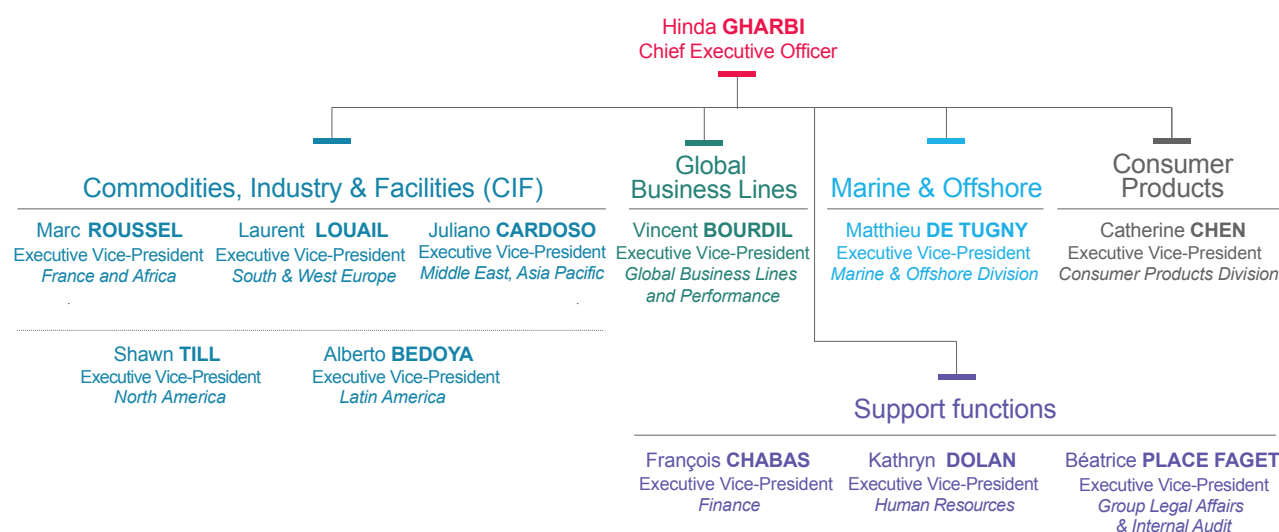 Hinda GHARBI
Chief Executive Officer
Commodities, Industry & Facilities (CIF)
Marc ROUSSEL
Executive Vice-President
France and Africa
Laurent LOUAIL
Executive Vice-President
South & West Europe
Juliano CARDOSO
Executive Vice-President
Middle East, Asia Pacific
Shawn TILL
Executive Vice-President
North America
Alberto BEDOYA
Executive Vice-President
Latin America
Global
Business Lines
Vincent BOURDIL
Executive Vice-President
Global Business Lines
and Performance
Marine & Offshore
Matthieu DE TUGNY
Executive Vice-President
Marine & Offshore Division
Consumer
Products
Catherine CHEN
Executive Vice-President
Consumer Products Division
Support functions
François CHABAS
Executive Vice-President
Finance
Kathryn DOLAN
Executive Vice-President
Human Resources
Béatrice PLACE FAGET
Executive Vice-President
Group Legal Affairs
& Internal Audit